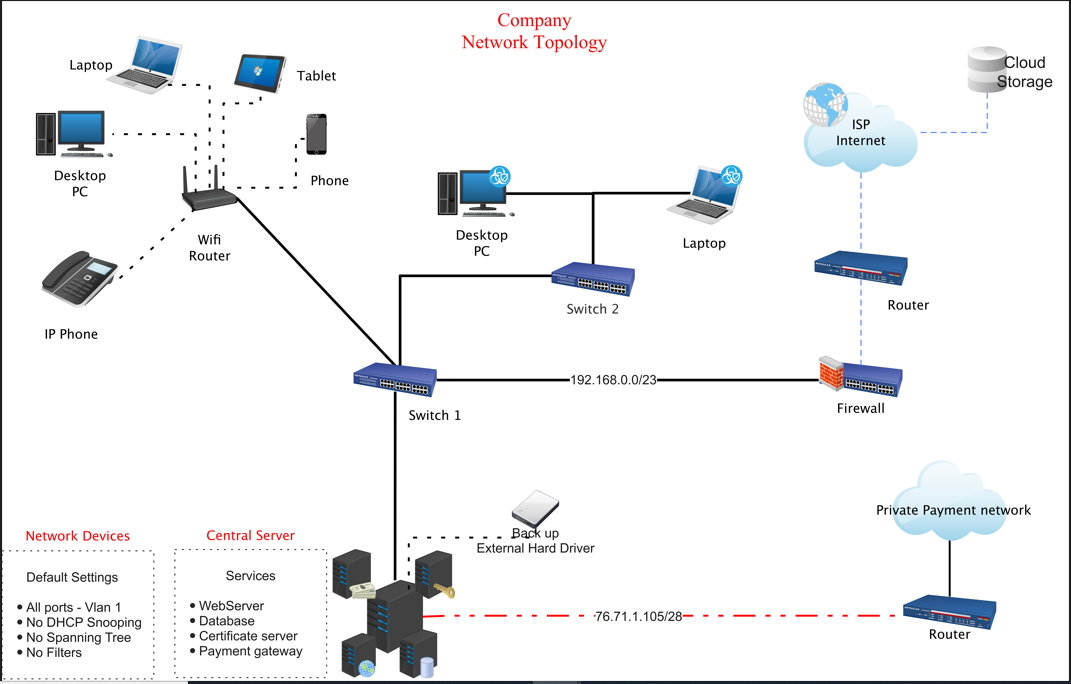 Company
Network Topology
Laptop
Tablet
Cloud
Storage
ISP
Internet
Desktop
PC
Phone
Wifi
Router
Desktop
PC
Laptop
IP Phone
Switch 2
Router
192.168.0.0/23
Switch 1
Firewall
Private Payment network
Back up
External Hard Driver
76.71.1.105/28
Router
Network Devices
Default Settings
• All ports - Vlan 1
• No DHCP Snooping
• No Spanning Tree
• No Filters
Central Server
Services
• WebServer
• Database
• Certificate server
• Payment gateway